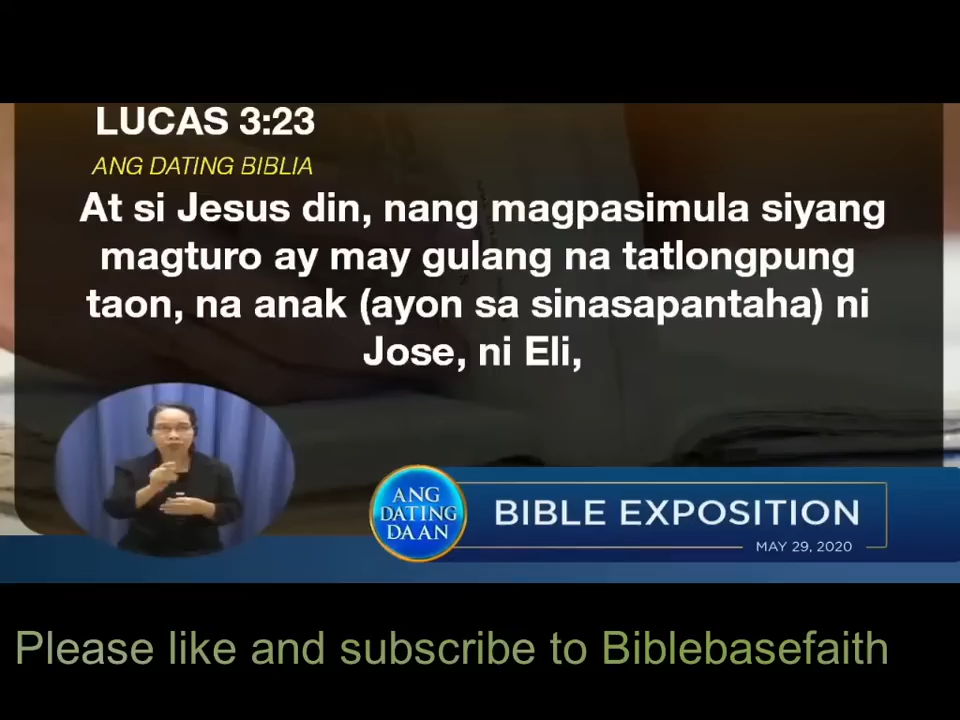 LUCAS 3:23
ANG DATING BIBLIA
At si Jesus din, nang magpasimula siyang
magturo ay may gulang na tatlongpung
taon, na anak (ayon sa sinasapantaha) ni
Jose, ni Eli,
ANG
DATING
DAAN
BIBLE EXPOSITION
MAY 29, 2020
Please like and subscribe to Biblebasefaith